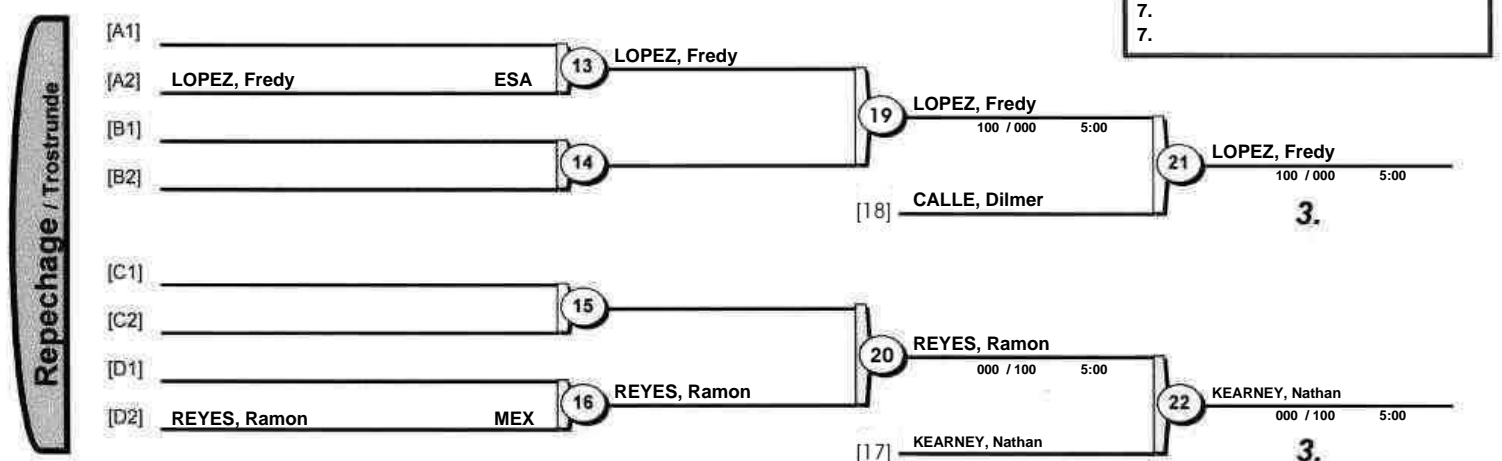 7.
7.
Repechage / Trostrunde
[A1]
[A2] LOPEZ, Fredy ESA
13 LOPEZ, Fredy
[B1]
[B2]
14
19 LOPEZ, Fredy
100 / 000 5:00
[18] CALLE, Dilmer
21 LOPEZ, Fredy
100 / 000 5:00
3.
[C1]
[C2]
15
[D1]
[D2] REYES, Ramon MEX
16 REYES, Ramon
20 REYES, Ramon
000 / 100 5:00
[17] KEARNEY, Nathan
22 KEARNEY, Nathan
000 / 100 5:00
3.